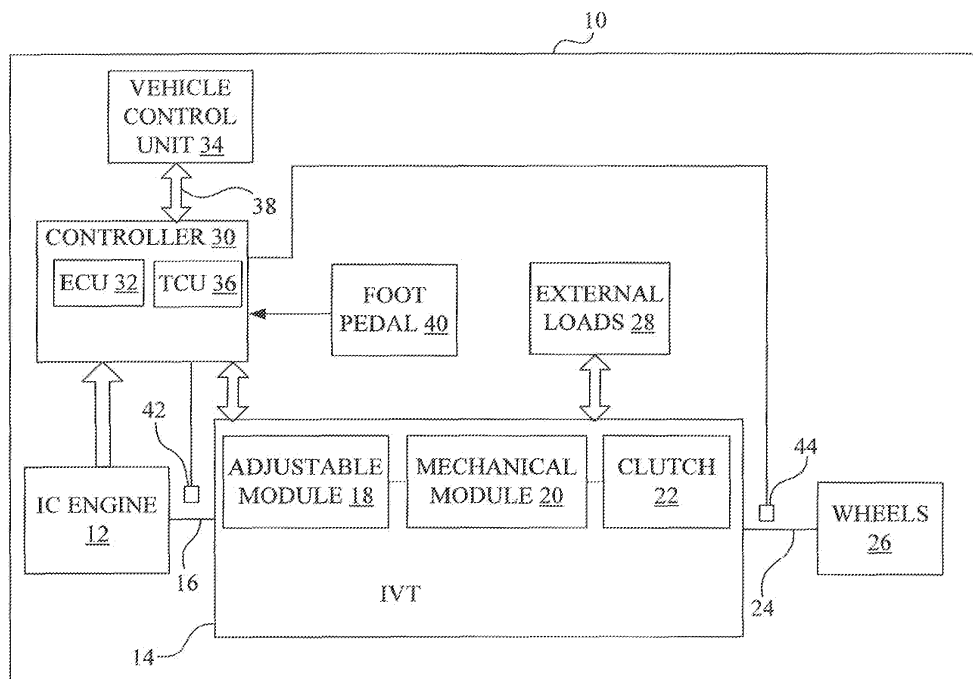 10
VEHICLE
CONTROL
UNIT 34
38
CONTROLLER 30
ECU 32
TCU 36
FOOT
PEDAL 40
EXTERNAL
LOADS 28
42
ADJUSTABLE
MODULE 18
MECHANICAL
MODULE 20
CLUTCH
22
44
IC ENGINE
12
WHEELS
26
16
IVT
24
14